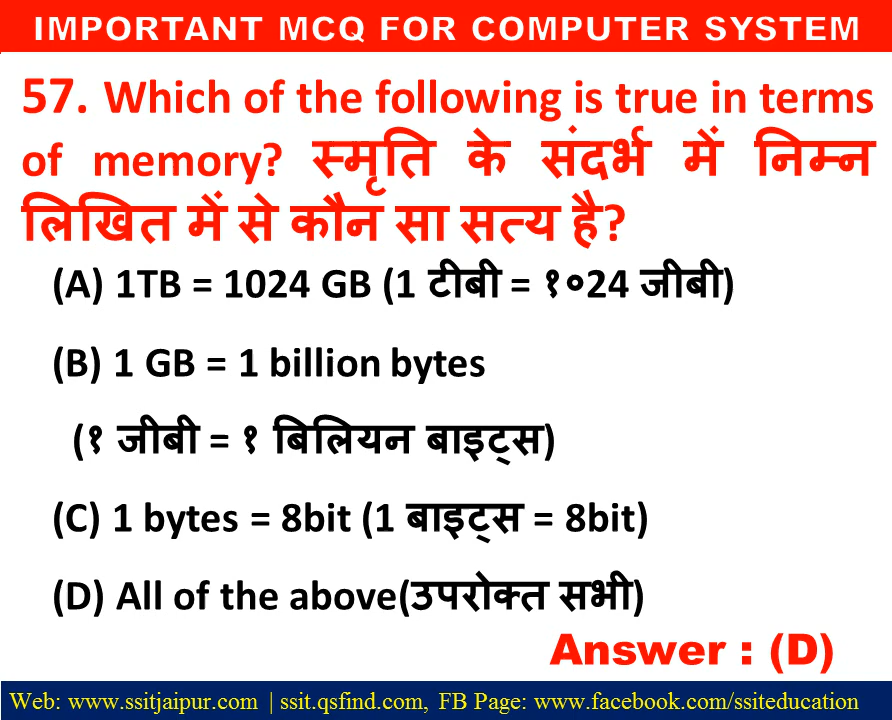 IMPORTANT MCQ FOR COMPUTER SYSTEM
57. Which of the following is true in terms
of memory? स्मृति के संदर्भ में निम्न
लिखित में से कौन सा सत्य है?
(A) 1TB = 1024 GB (1 टीबी = १०24 जीबी)
(B) 1 GB = 1 billion bytes
(१ जीबी = १ बिलियन बाइट्स)
(C) 1 bytes = 8bit (1 बाइट्स = 8bit)
(D) All of the above(उपरोक्त सभी)
Answer : (D)
Web: www.ssitjaipur.com | ssit.qsfind.com, FB Page: www.facebook.com/ssiteducation